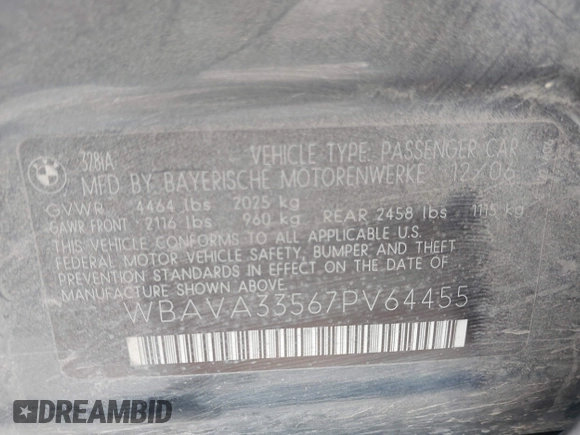 BMW
328iA
VEHICLE TYPE: PASSENGER CAR
MFD BY BAYERISCHE MOTORENWERKE 12/06
GVWR 4464 lbs 2025 kg
GAWR FRONT 2116 lbs 960 kg REAR 2458 lbs 1115 kg
THIS VEHICLE CONFORMS TO ALL APPLICABLE U.S.
FEDERAL MOTOR VEHICLE SAFETY, BUMPER AND THEFT
PREVENTION STANDARDS IN EFFECT ON THE DATE OF
MANUFACTURE SHOWN ABOVE.
WBAVA33567PV64455
DREAMBID